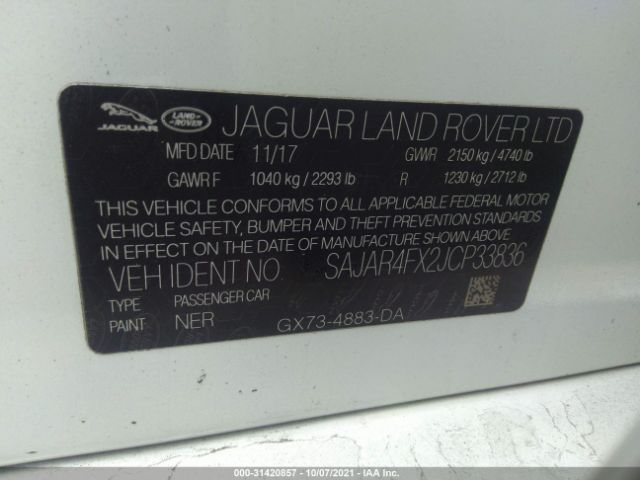 JAGUAR LAND ROVER JAGUAR LAND ROVER LTD
MFD DATE 11/17 GVWR 2150 kg / 4740 lb
GAWR F 1040 kg / 2293 lb R 1230 kg / 2712 lb
THIS VEHICLE CONFORMS TO ALL APPLICABLE FEDERAL MOTOR
VEHICLE SAFETY, BUMPER AND THEFT PREVENTION STANDARDS
IN EFFECT ON THE DATE OF MANUFACTURE SHOWN ABOVE.
VEH IDENT NO. SAJAR4FX2JCP33836
TYPE PASSENGER CAR
PAINT NER GX73-4883-DA
000-31420857 - 10/07/2021 - IAA Inc.